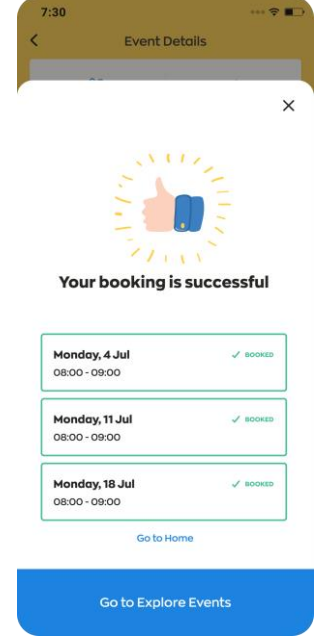 7:30
Event Details
Your booking is successful
Monday, 4 Jul
✓ BOOKED
08:00 - 09:00
Monday, 11 Jul
✓ BOOKED
08:00 - 09:00
Monday, 18 Jul
✓ BOOKED
08:00 - 09:00
Go to Home
Go to Explore Events